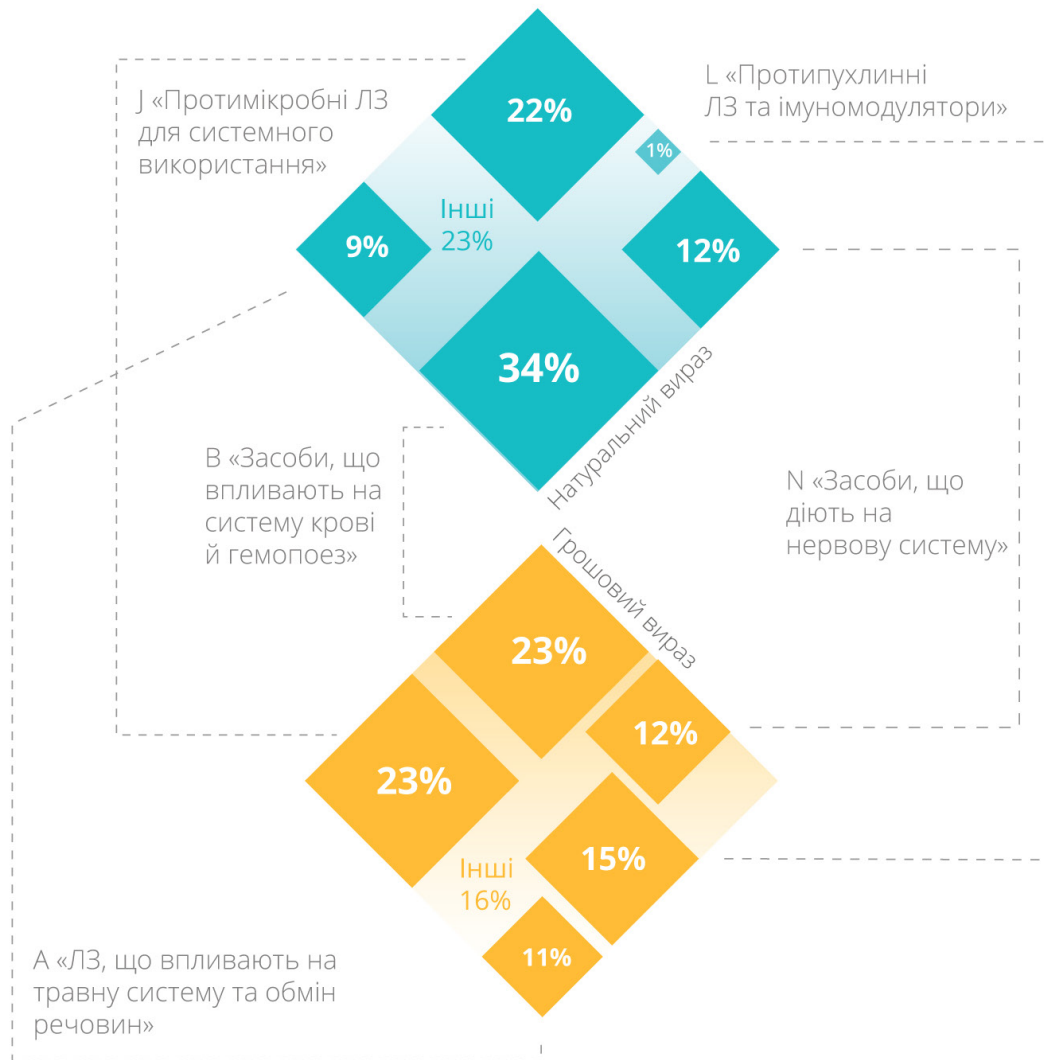 22%
J «Протимікробні ЛЗ
для системного
використання»
L «Протипухлинні
ЛЗ та імуномодулятори»
1%
Інші
23%
9%
12%
34%
Натуральний вираз
B «Засоби, що
впливають на
систему крові
й гемопоез»
N «Засоби, що
діють на
нервову систему»
Грошовий вираз
23%
12%
23%
15%
Інші
16%
11%
A «ЛЗ, що впливають на
травну систему та обмін
речовин»